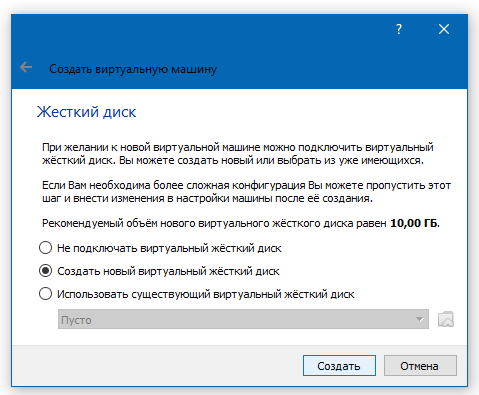 ?
Создать виртуальную машину
Жесткий диск
При желании к новой виртуальной машине можно подключить виртуальный
жёсткий диск. Вы можете создать новый или выбрать из уже имеющихся.
Если Вам необходима более сложная конфигурация Вы можете пропустить этот
шаг и внести изменения в настройки машины после её создания.
Рекомендуемый объём нового виртуального жёсткого диска равен 10,00 ГБ.
Не подключать виртуальный жёсткий диск
Создать новый виртуальный жёсткий диск
Использовать существующий виртуальный жёсткий диск
Пусто
Создать
Отмена